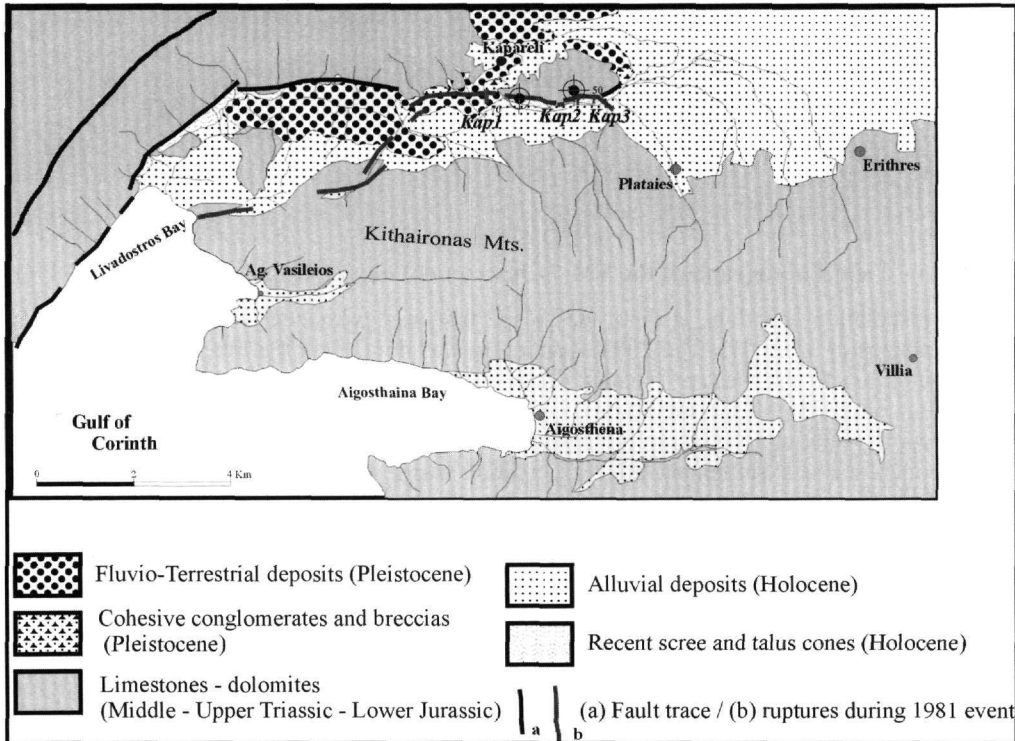 Kapareli
50
70
Kap1
Kap2
Kap3
Erithres
Plataies
Livadostros Bay
Kithaironas Mts.
Ag. Vasileios
Villia
Aigosthaina Bay
Aigosthena
Gulf of
Corinth
0 2 4 Km
Fluvio-Terrestrial deposits (Pleistocene)
Cohesive conglomerates and breccias
(Pleistocene)
Limestones - dolomites
(Middle - Upper Triassic - Lower Jurassic)
Alluvial deposits (Holocene)
Recent scree and talus cones (Holocene)
a
b
(a) Fault trace / (b) ruptures during 1981 event